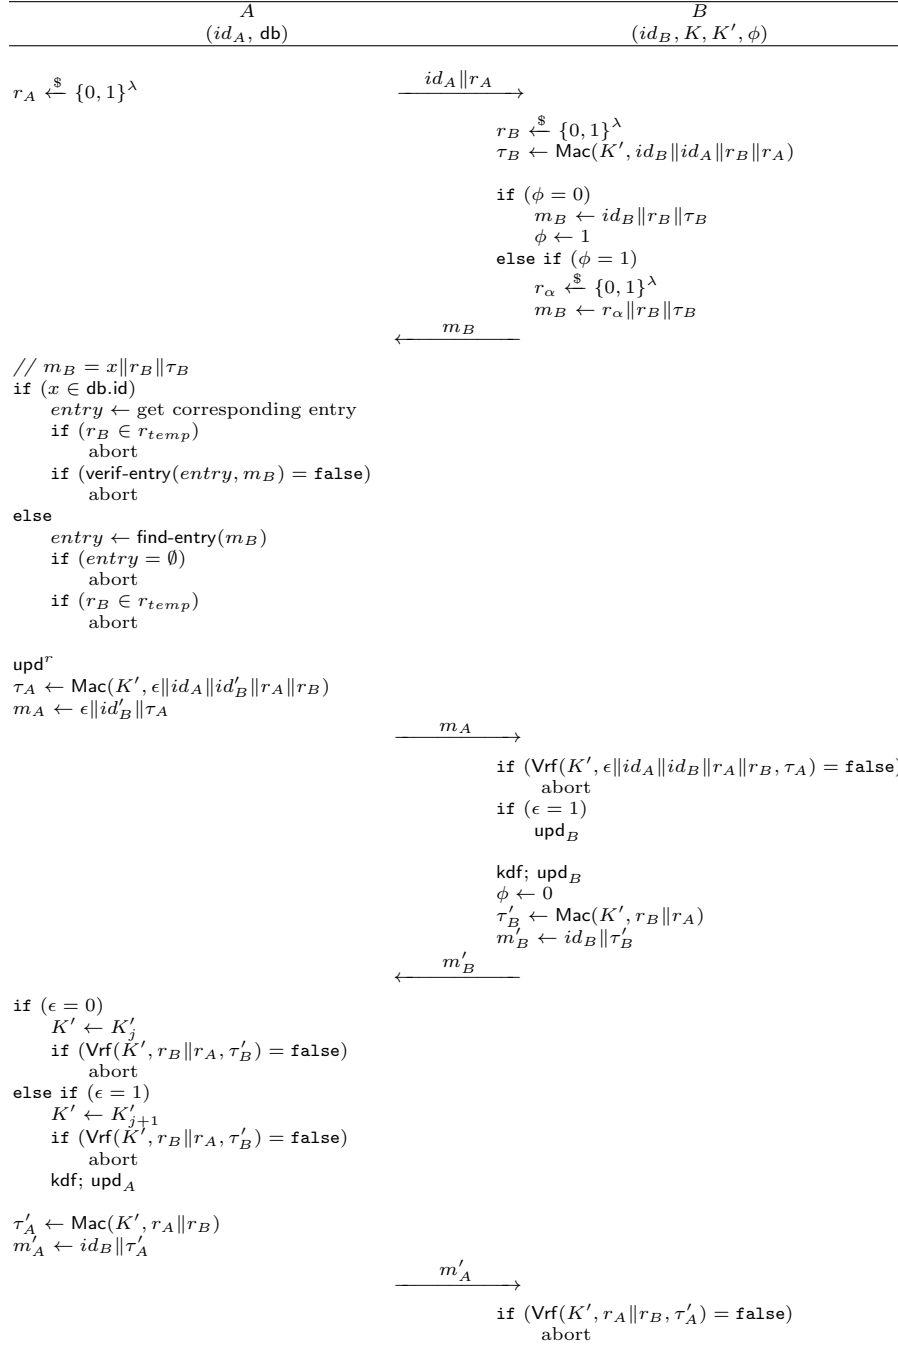 A B
(id_A, db) (id_B, K, K′, ϕ)
r_A ←$ {0, 1}^λ id_A‖r_A
r_B ←$ {0, 1}^λ
τ_B ← Mac(K′, id_B‖id_A‖r_B‖r_A)
if (ϕ = 0)
m_B ← id_B‖r_B‖τ_B
ϕ ← 1
else if (ϕ = 1)
r_α ←$ {0, 1}^λ
m_B ← r_α‖r_B‖τ_B
m_B
// m_B = x‖r_B‖τ_B
if (x ∈ db.id)
entry ← get corresponding entry
if (r_B ∈ r_temp)
abort
if (verif-entry(entry, m_B) = false)
abort
else
entry ← find-entry(m_B)
if (entry = ∅)
abort
if (r_B ∈ r_temp)
abort
upd^r
τ_A ← Mac(K′, ϵ‖id_A‖id′_B‖r_A‖r_B)
m_A ← ϵ‖id′_B‖τ_A
m_A
if (Vrf(K′, ϵ‖id_A‖id_B‖r_A‖r_B, τ_A) = false)
abort
if (ϵ = 1)
upd_B
kdf; upd_B
ϕ ← 0
τ′_B ← Mac(K′, r_B‖r_A)
m′_B ← id_B‖τ′_B
m′_B
if (ϵ = 0)
K′ ← K′_j
if (Vrf(K′, r_B‖r_A, τ′_B) = false)
abort
else if (ϵ = 1)
K′ ← K′_{j+1}
if (Vrf(K′, r_B‖r_A, τ′_B) = false)
abort
kdf; upd_A
τ′_A ← Mac(K′, r_A‖r_B)
m′_A ← id_B‖τ′_A
m′_A
if (Vrf(K′, r_A‖r_B, τ′_A) = false)
abort